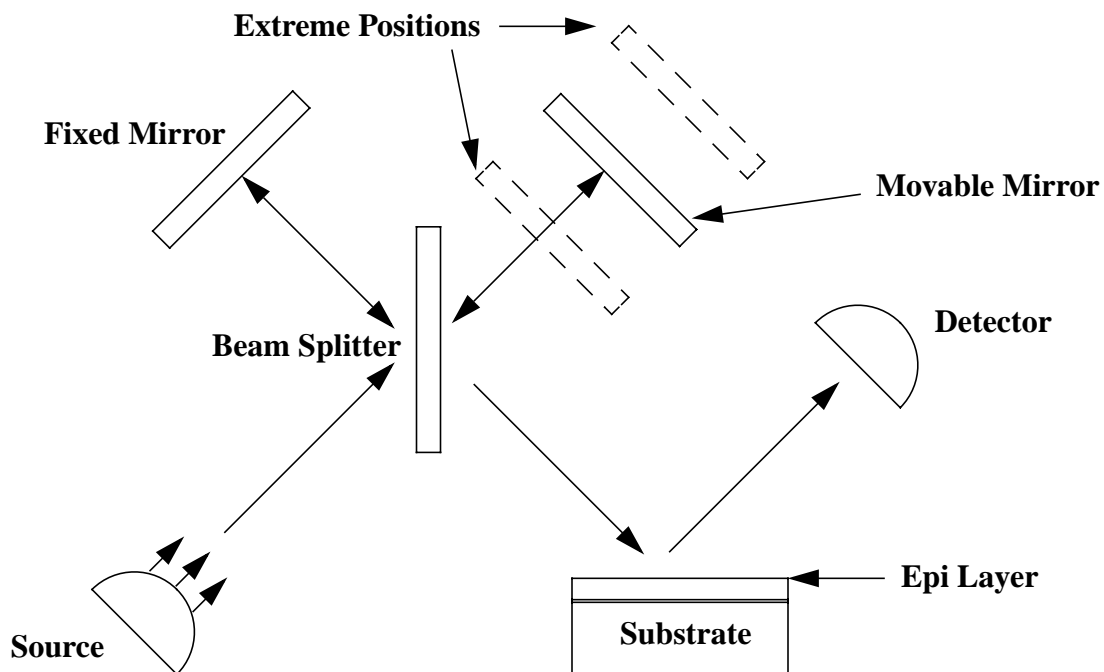 Extreme Positions
Fixed Mirror
Movable Mirror
Detector
Beam Splitter
Epi Layer
Substrate
Source